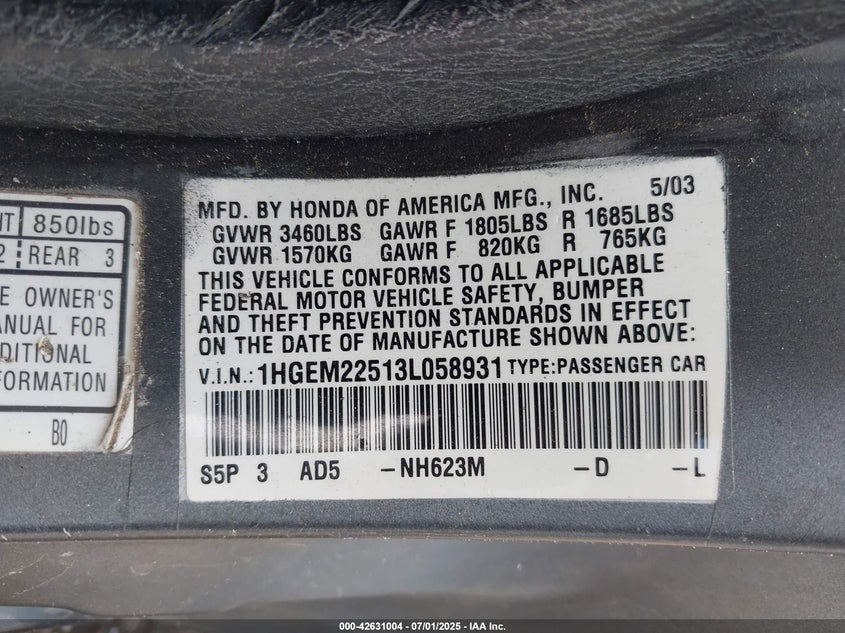 NT 850lbs
2 REAR 3
E OWNER'S
ANUAL FOR
DITIONAL
FORMATION
B0
MFD. BY HONDA OF AMERICA MFG., INC. 5/03
GVWR 3460LBS GAWR F 1805LBS R 1685LBS
GVWR 1570KG GAWR F 820KG R 765KG
THIS VEHICLE CONFORMS TO ALL APPLICABLE
FEDERAL MOTOR VEHICLE SAFETY, BUMPER
AND THEFT PREVENTION STANDARDS IN EFFECT
ON THE DATE OF MANUFACTURE SHOWN ABOVE:
V.I.N.: 1HGEM22513L058931 TYPE:PASSENGER CAR
S5P 3 AD5 -NH623M -D -L
000-42631004 / 07/01/2025 - IAA Inc.